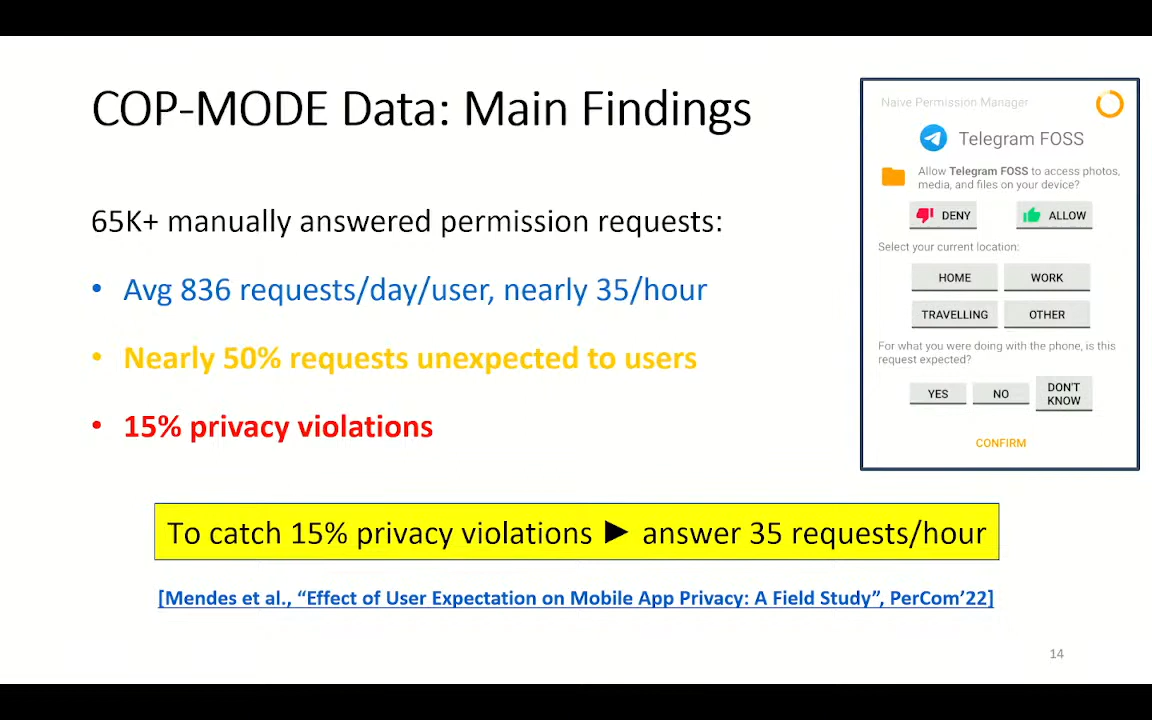 COP-MODE Data: Main Findings
65K+ manually answered permission requests:
• Avg 836 requests/day/user, nearly 35/hour
• Nearly 50% requests unexpected to users
• 15% privacy violations
Naive Permission Manager
Telegram FOSS
Allow Telegram FOSS to access photos,
media, and files on your device?
DENY ALLOW
Select your current location:
HOME WORK
TRAVELLING OTHER
For what you were doing with the phone, is this
request expected?
YES NO DON'T
KNOW
CONFIRM
To catch 15% privacy violations ► answer 35 requests/hour
[Mendes et al., “Effect of User Expectation on Mobile App Privacy: A Field Study”, PerCom’22]
14